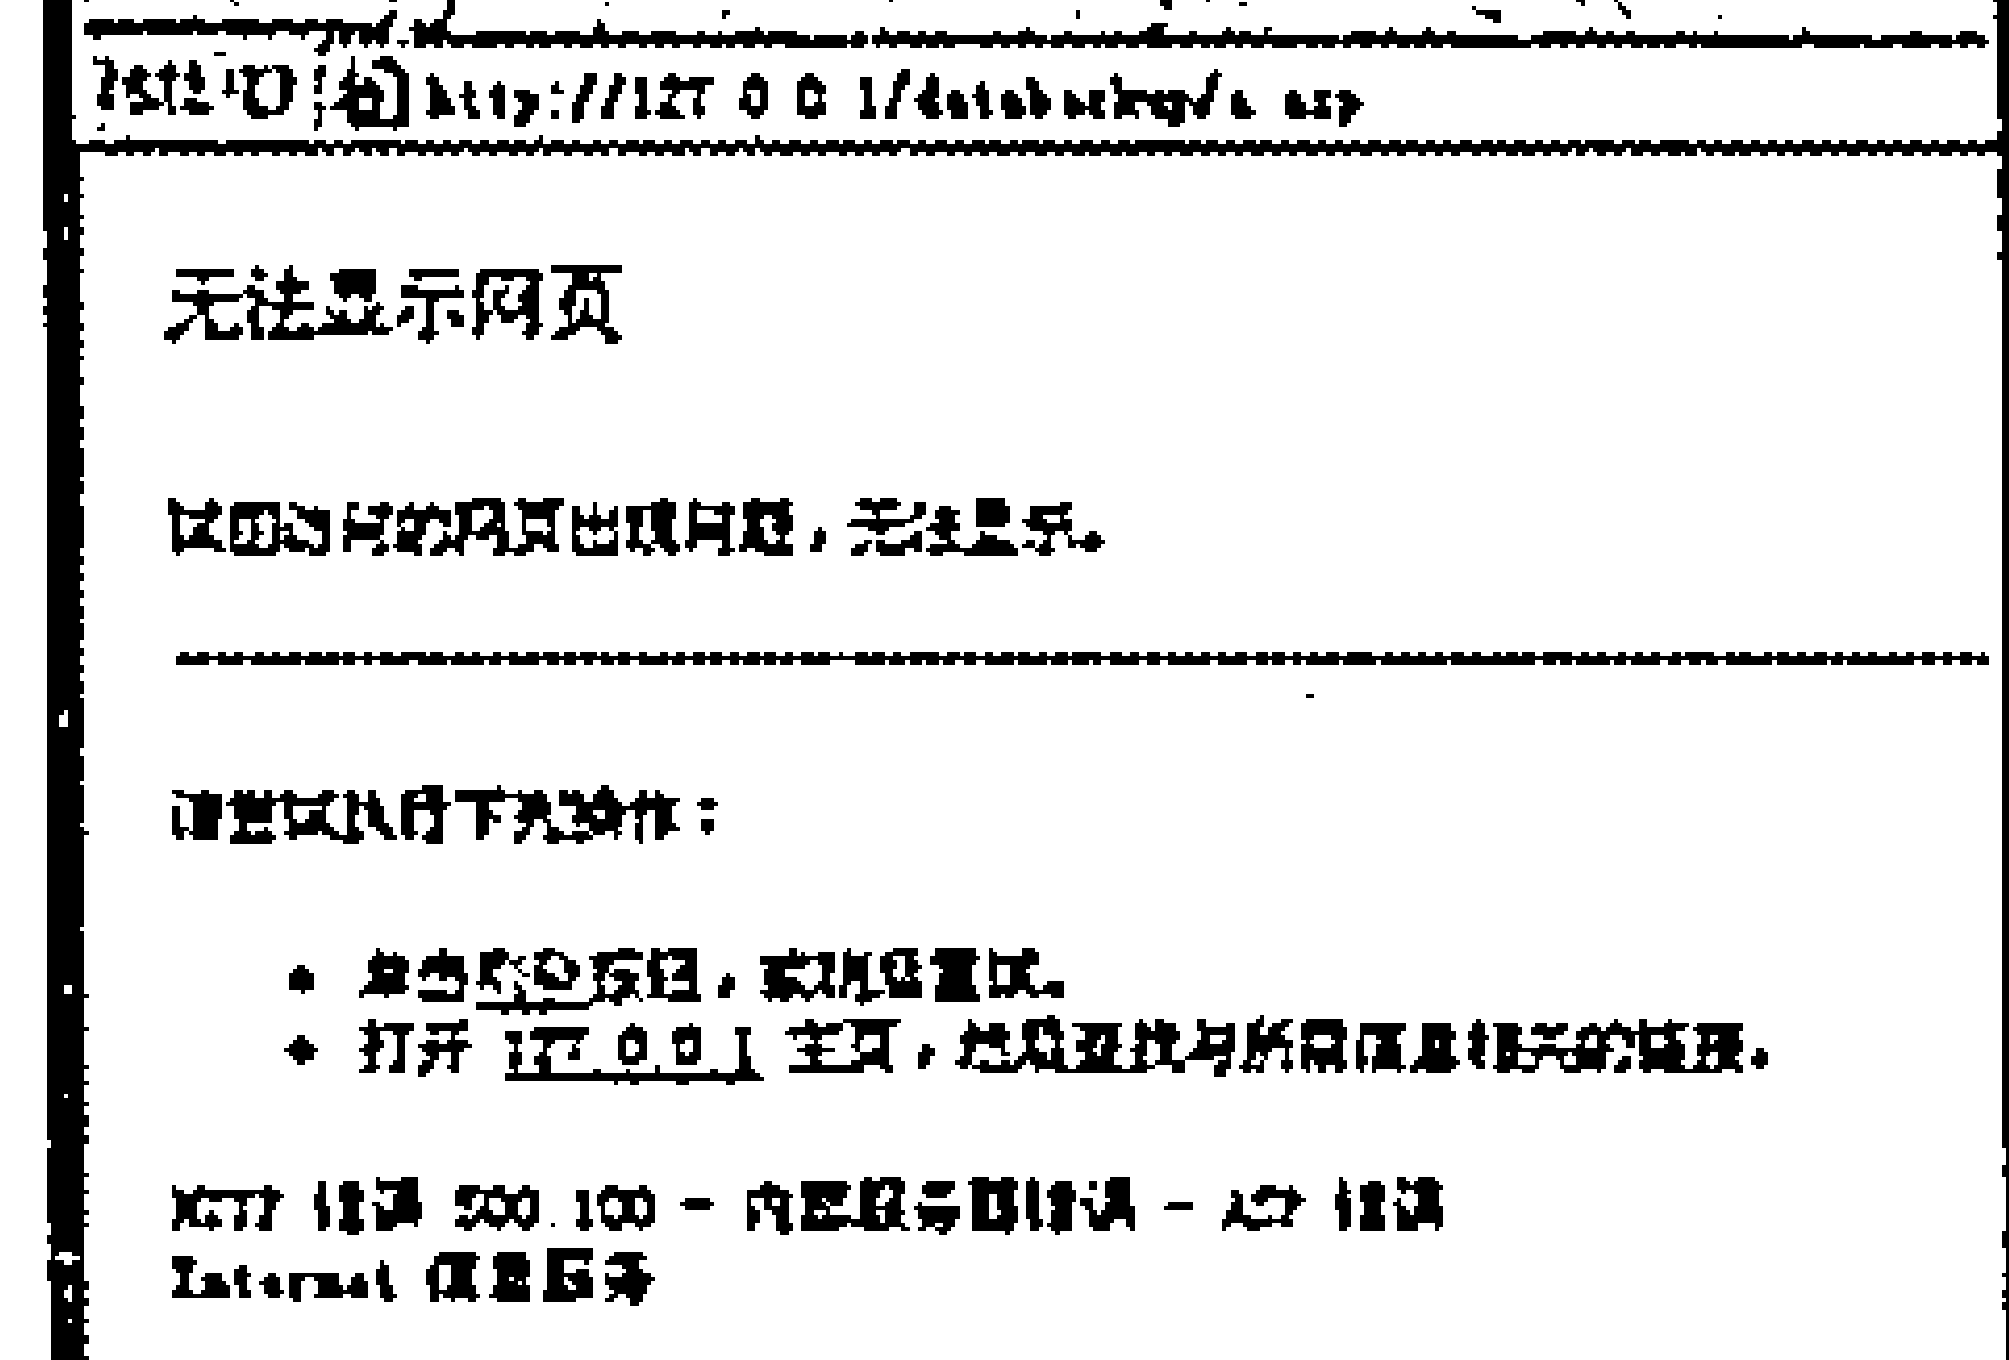 地址(D) http://127.0.0.1/databackup/a.asp
无法显示网页
试图访问的网页出现问题，无法显示。
请尝试执行下列操作：
● 单击刷新按钮，或以后重试。
● 打开 127.0.0.1 主页，然后查找与所需信息相关的链接。
HTTP 错误 500.100 - 内部服务器错误 - ASP 错误
Internet 信息服务